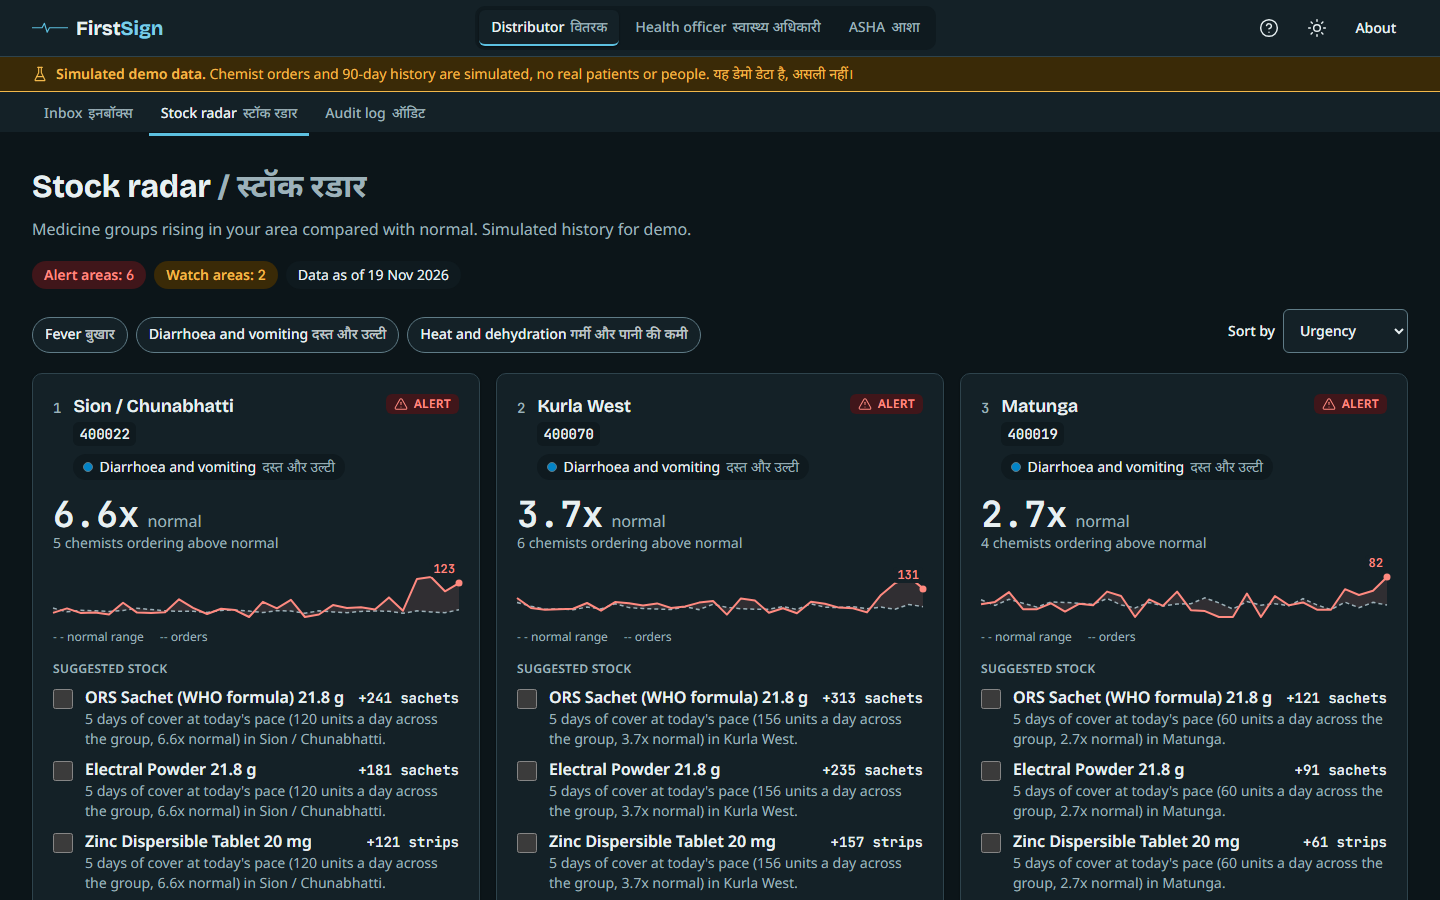 FirstSign
Distributor वितरक
Health officer स्वास्थ्य अधिकारी
ASHA आशा
About
Simulated demo data. Chemist orders and 90-day history are simulated, no real patients or people. यह डेमो डेटा है, असली नहीं।
Inbox इनबॉक्स
Stock radar स्टॉक रडार
Audit log ऑडिट
Stock radar / स्टॉक रडार
Medicine groups rising in your area compared with normal. Simulated history for demo.
Alert areas: 6
Watch areas: 2
Data as of 19 Nov 2026
Fever बुखार
Diarrhoea and vomiting दस्त और उल्टी
Heat and dehydration गर्मी और पानी की कमी
Sort by
Urgency
1 Sion / Chunabhatti
ALERT
400022
Diarrhoea and vomiting दस्त और उल्टी
6.6x normal
5 chemists ordering above normal
123
- - normal range -- orders
SUGGESTED STOCK
ORS Sachet (WHO formula) 21.8 g +241 sachets
5 days of cover at today's pace (120 units a day across
the group, 6.6x normal) in Sion / Chunabhatti.
Electral Powder 21.8 g +181 sachets
5 days of cover at today's pace (120 units a day across
the group, 6.6x normal) in Sion / Chunabhatti.
Zinc Dispersible Tablet 20 mg +121 strips
5 days of cover at today's pace (120 units a day across
the group, 6.6x normal) in Sion / Chunabhatti.
2 Kurla West
ALERT
400070
Diarrhoea and vomiting दस्त और उल्टी
3.7x normal
6 chemists ordering above normal
131
- - normal range -- orders
SUGGESTED STOCK
ORS Sachet (WHO formula) 21.8 g +313 sachets
5 days of cover at today's pace (156 units a day across
the group, 3.7x normal) in Kurla West.
Electral Powder 21.8 g +235 sachets
5 days of cover at today's pace (156 units a day across
the group, 3.7x normal) in Kurla West.
Zinc Dispersible Tablet 20 mg +157 strips
5 days of cover at today's pace (156 units a day across
the group, 3.7x normal) in Kurla West.
3 Matunga
ALERT
400019
Diarrhoea and vomiting दस्त और उल्टी
2.7x normal
4 chemists ordering above normal
82
- - normal range -- orders
SUGGESTED STOCK
ORS Sachet (WHO formula) 21.8 g +121 sachets
5 days of cover at today's pace (60 units a day across the
group, 2.7x normal) in Matunga.
Electral Powder 21.8 g +91 sachets
5 days of cover at today's pace (60 units a day across the
group, 2.7x normal) in Matunga.
Zinc Dispersible Tablet 20 mg +61 strips
5 days of cover at today's pace (60 units a day across the
group, 2.7x normal) in Matunga.